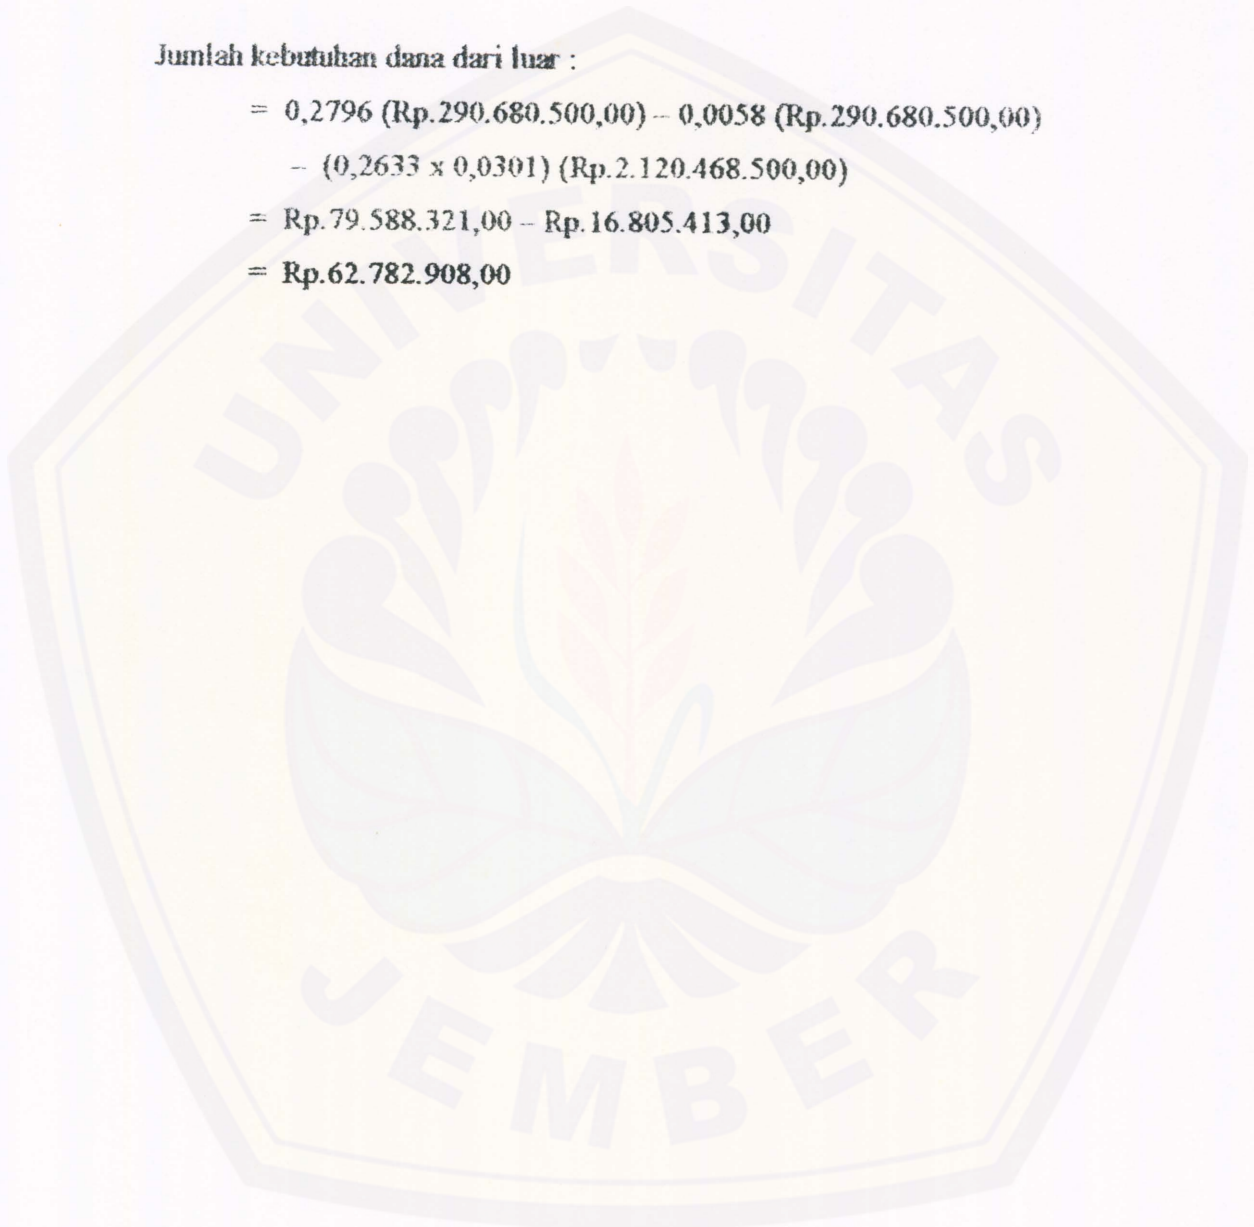 Jumlah kebutuhan dana dari luar :
= 0,2796 (Rp.290.680.500,00) – 0,0058 (Rp.290.680.500,00)
– (0,2633 x 0,0301) (Rp.2.120.468.500,00)
= Rp.79.588.321,00 – Rp.16.805.413,00
= Rp.62.782.908,00
UNIVERSITAS
JEMBER